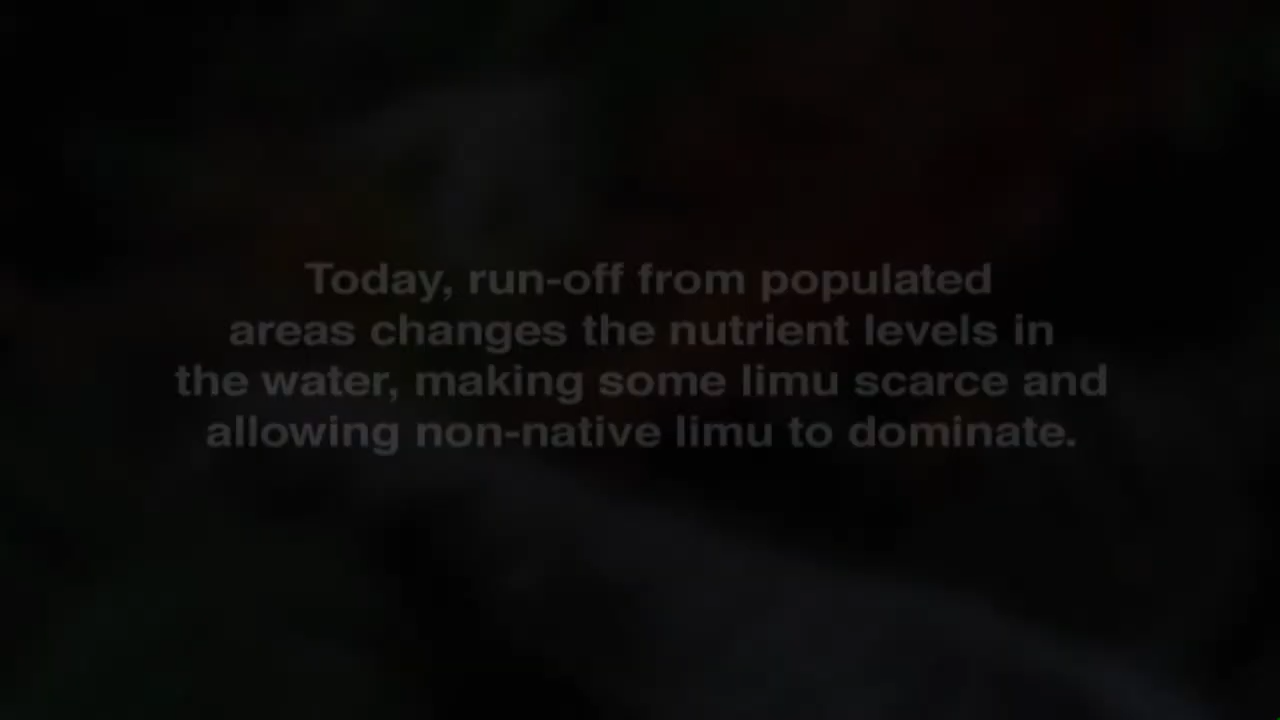 Today, run-off from populated
areas changes the nutrient levels in
the water, making some limu scarce and
allowing non-native limu to dominate.